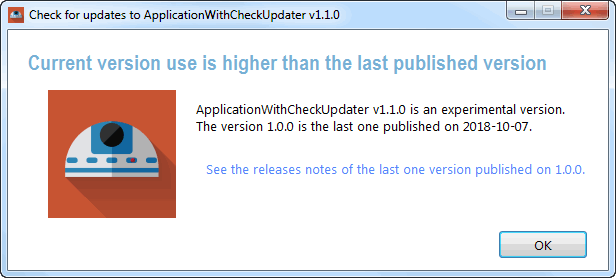 Check for updates to ApplicationWithCheckUpdater v1.1.0
Current version use is higher than the last published version
ApplicationWithCheckUpdater v1.1.0 is an experimental version.
The version 1.0.0 is the last one published on 2018-10-07.
See the releases notes of the last one version published on 1.0.0.
OK